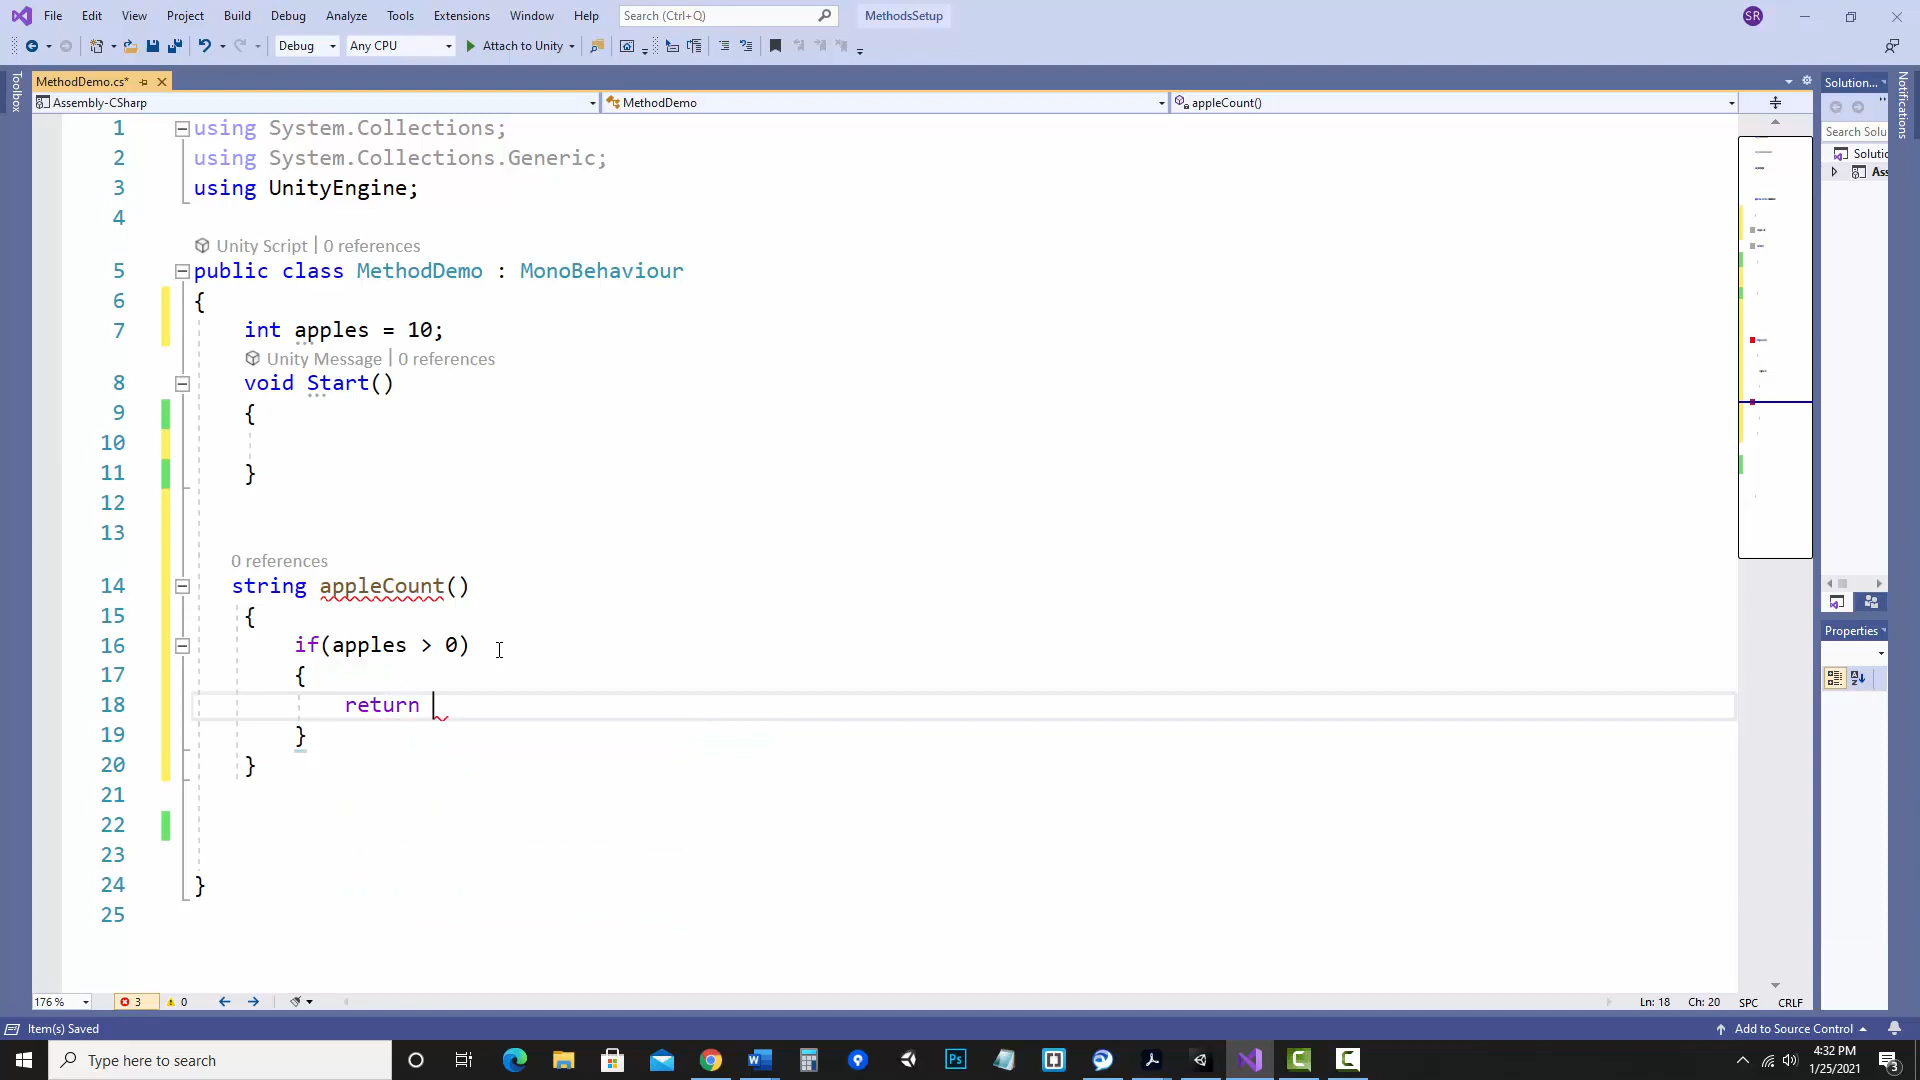 File Edit View Project Build Debug Analyze Tools Extensions Window Help Search (Ctrl+Q) MethodsSetup SR
Debug Any CPU Attach to Unity
MethodDemo.cs*
Solution...
Toolbox
Notifications
Assembly-CSharp MethodDemo appleCount()
Search Solu
Solutio
Ass
1 using System.Collections;
2 using System.Collections.Generic;
3 using UnityEngine;
4
Unity Script | 0 references
5 public class MethodDemo : MonoBehaviour
6 {
7 int apples = 10;
Unity Message | 0 references
8 void Start()
9 {
10
11 }
12
13
0 references
14 string appleCount()
15 {
16 if(apples > 0)
17 {
18 return
19 }
20 }
21
22
23
24 }
25
Properties
176 % 3 0 Ln: 18 Ch: 20 SPC CRLF
Item(s) Saved Add to Source Control
Type here to search
4:32 PM
1/25/2021
3